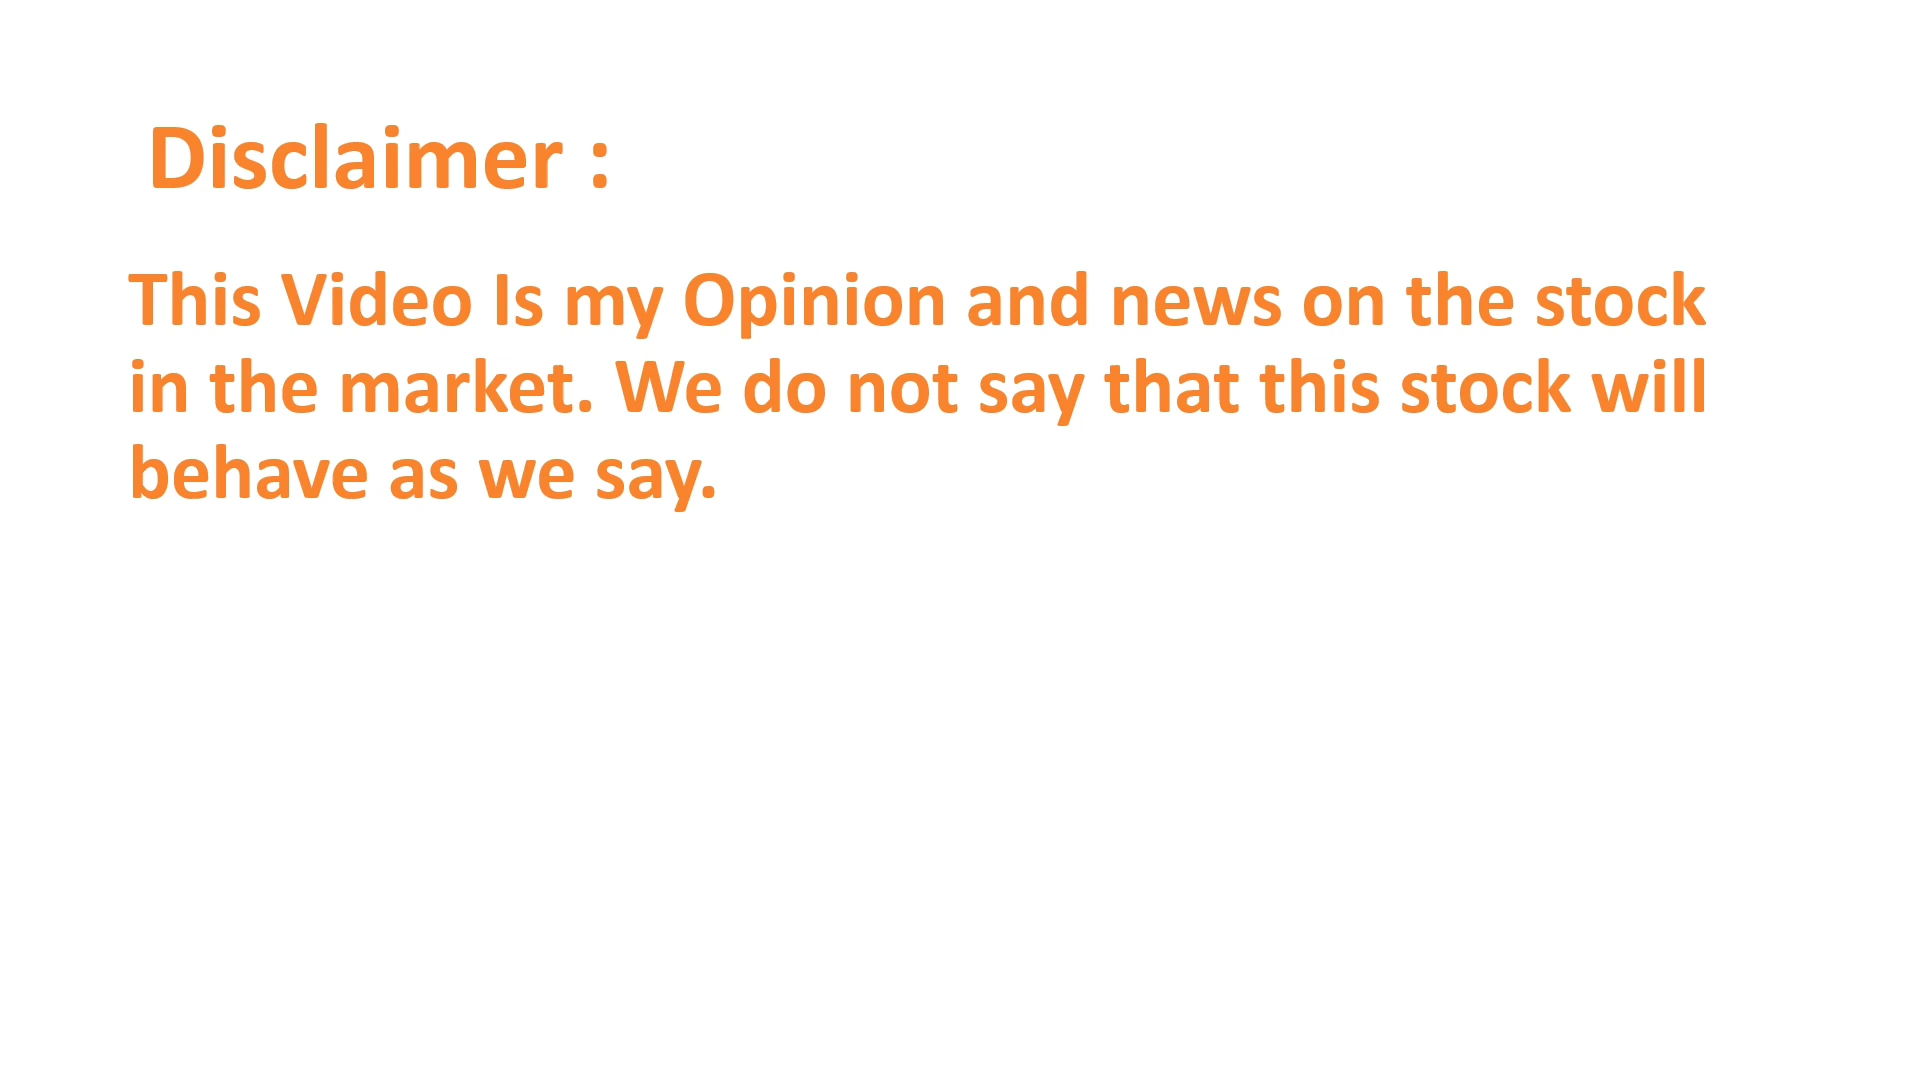 Disclaimer :
This Video Is my Opinion and news on the stock
in the market. We do not say that this stock will
behave as we say.